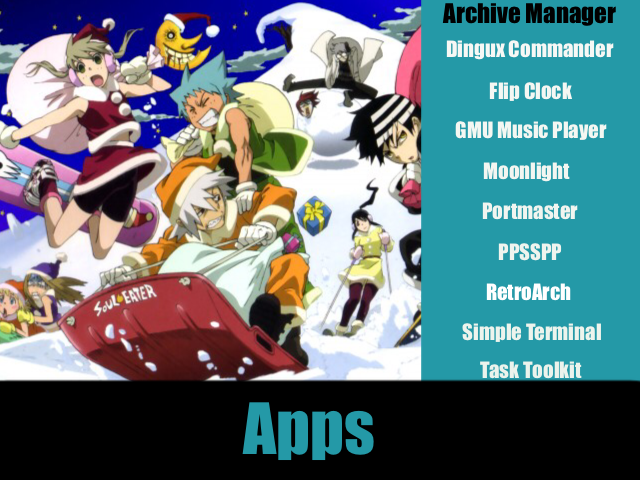 Archive Manager
Dingux Commander
Flip Clock
GMU Music Player
Moonlight
Portmaster
PPSSPP
RetroArch
Simple Terminal
Task Toolkit
SOUL EATER
Apps